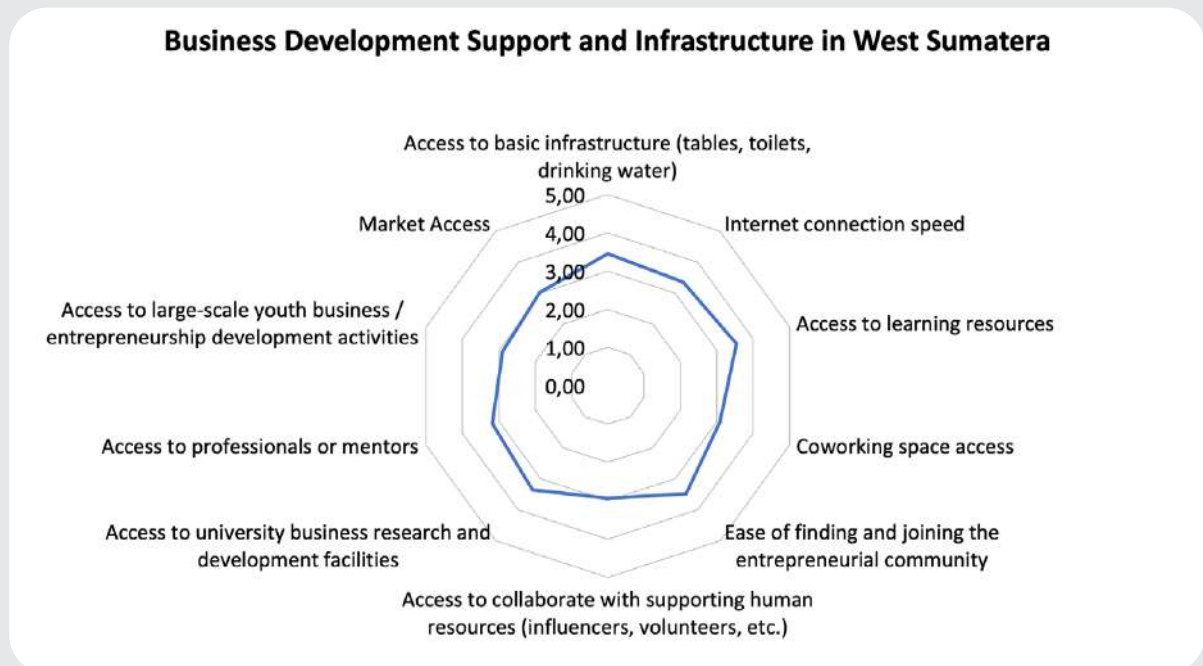 Business Development Support and Infrastructure in West Sumatera
Access to basic infrastructure (tables, toilets,
drinking water)
5,00
4,00
3,00
2,00
1,00
0,00
Internet connection speed
Access to learning resources
Coworking space access
Ease of finding and joining the
entrepreneurial community
Access to collaborate with supporting human
resources (influencers, volunteers, etc.)
Access to university business research and
development facilities
Access to professionals or mentors
Access to large-scale youth business /
entrepreneurship development activities
Market Access